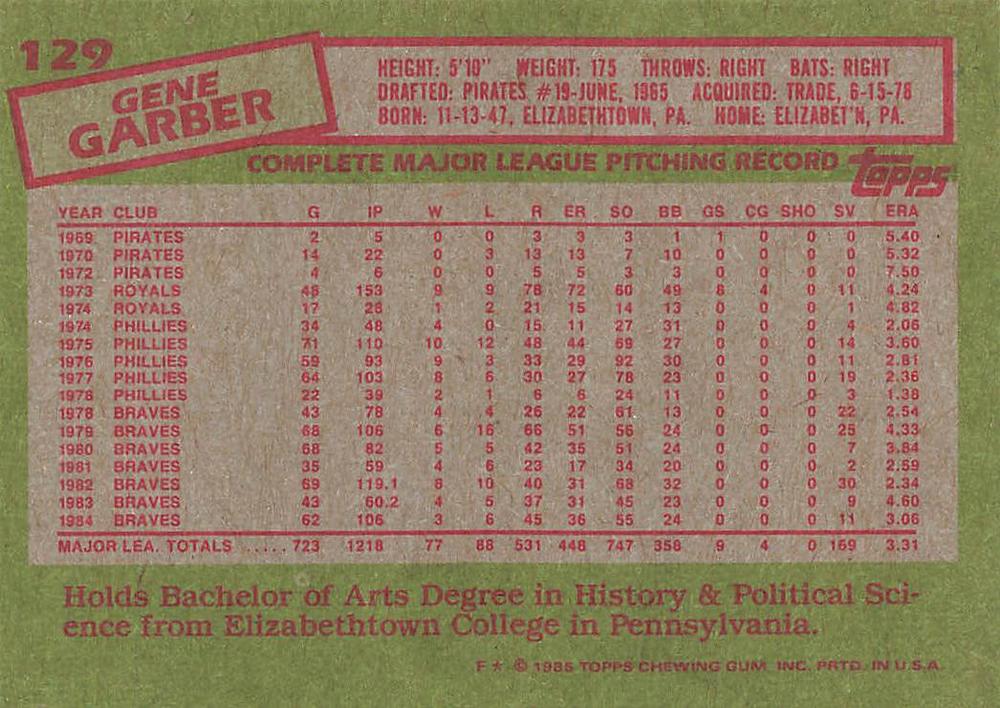 129
GENE
GARBER
HEIGHT: 5'10" WEIGHT: 175 THROWS: RIGHT BATS: RIGHT
DRAFTED: PIRATES #19-JUNE, 1965 ACQUIRED: TRADE, 6-15-78
BORN: 11-13-47, ELIZABETHTOWN, PA. HOME: ELIZABET'N, PA.
COMPLETE MAJOR LEAGUE PITCHING RECORD topps
YEAR CLUB G IP W L R ER SO BB GS CG SHO SV ERA
1969 PIRATES 2 5 0 0 3 3 3 1 1 0 0 0 5.40
1970 PIRATES 14 22 0 3 13 13 7 10 0 0 0 0 5.32
1972 PIRATES 4 6 0 0 5 5 3 3 0 0 0 0 7.50
1973 ROYALS 48 153 9 9 78 72 60 49 8 4 0 11 4.24
1974 ROYALS 17 28 1 2 21 15 14 13 0 0 0 1 4.82
1974 PHILLIES 34 48 4 0 15 11 27 31 0 0 0 4 2.06
1975 PHILLIES 71 110 10 12 48 44 69 27 0 0 0 14 3.60
1976 PHILLIES 59 93 9 3 33 29 92 30 0 0 0 11 2.81
1977 PHILLIES 64 103 8 6 30 27 78 23 0 0 0 19 2.36
1978 PHILLIES 22 39 2 1 6 6 24 11 0 0 0 3 1.38
1978 BRAVES 43 78 4 4 26 22 61 13 0 0 0 22 2.54
1979 BRAVES 68 106 6 16 66 51 56 24 0 0 0 25 4.33
1980 BRAVES 68 82 5 5 42 35 51 24 0 0 0 7 3.84
1981 BRAVES 35 59 4 6 23 17 34 20 0 0 0 2 2.59
1982 BRAVES 69 119.1 8 10 40 31 68 32 0 0 0 30 2.34
1983 BRAVES 43 60.2 4 5 37 31 45 23 0 0 0 9 4.60
1984 BRAVES 62 106 3 6 45 36 55 24 0 0 0 11 3.06
MAJOR LEA. TOTALS ..... 723 1218 77 88 531 448 747 358 9 4 0 169 3.31
Holds Bachelor of Arts Degree in History & Political Sci-
ence from Elizabethtown College in Pennsylvania.
F★ © 1985 TOPPS CHEWING GUM, INC. PRTD. IN U.S.A.